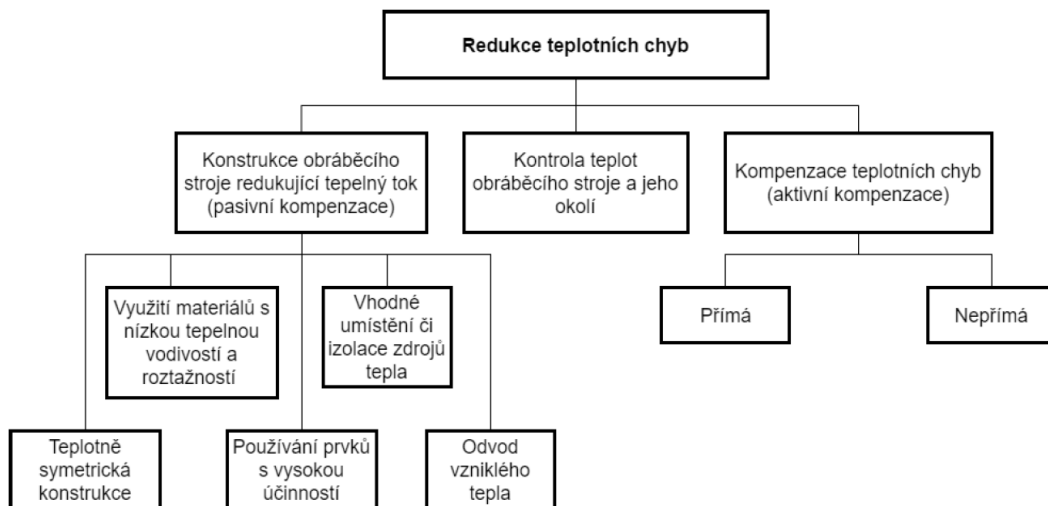 Redukce teplotních chyb
Konstrukce obráběcího
stroje redukující tepelný tok
(pasivní kompenzace)
Kontrola teplot
obráběcího stroje a jeho
okolí
Kompenzace teplotních chyb
(aktivní kompenzace)
Využití materiálů s
nízkou tepelnou
vodivostí a
roztažností
Vhodné
umístění či
izolace zdrojů
tepla
Přímá
Nepřímá
Teplotně
symetrická
konstrukce
Používání prvků
s vysokou
účinností
Odvod
vzniklého
tepla